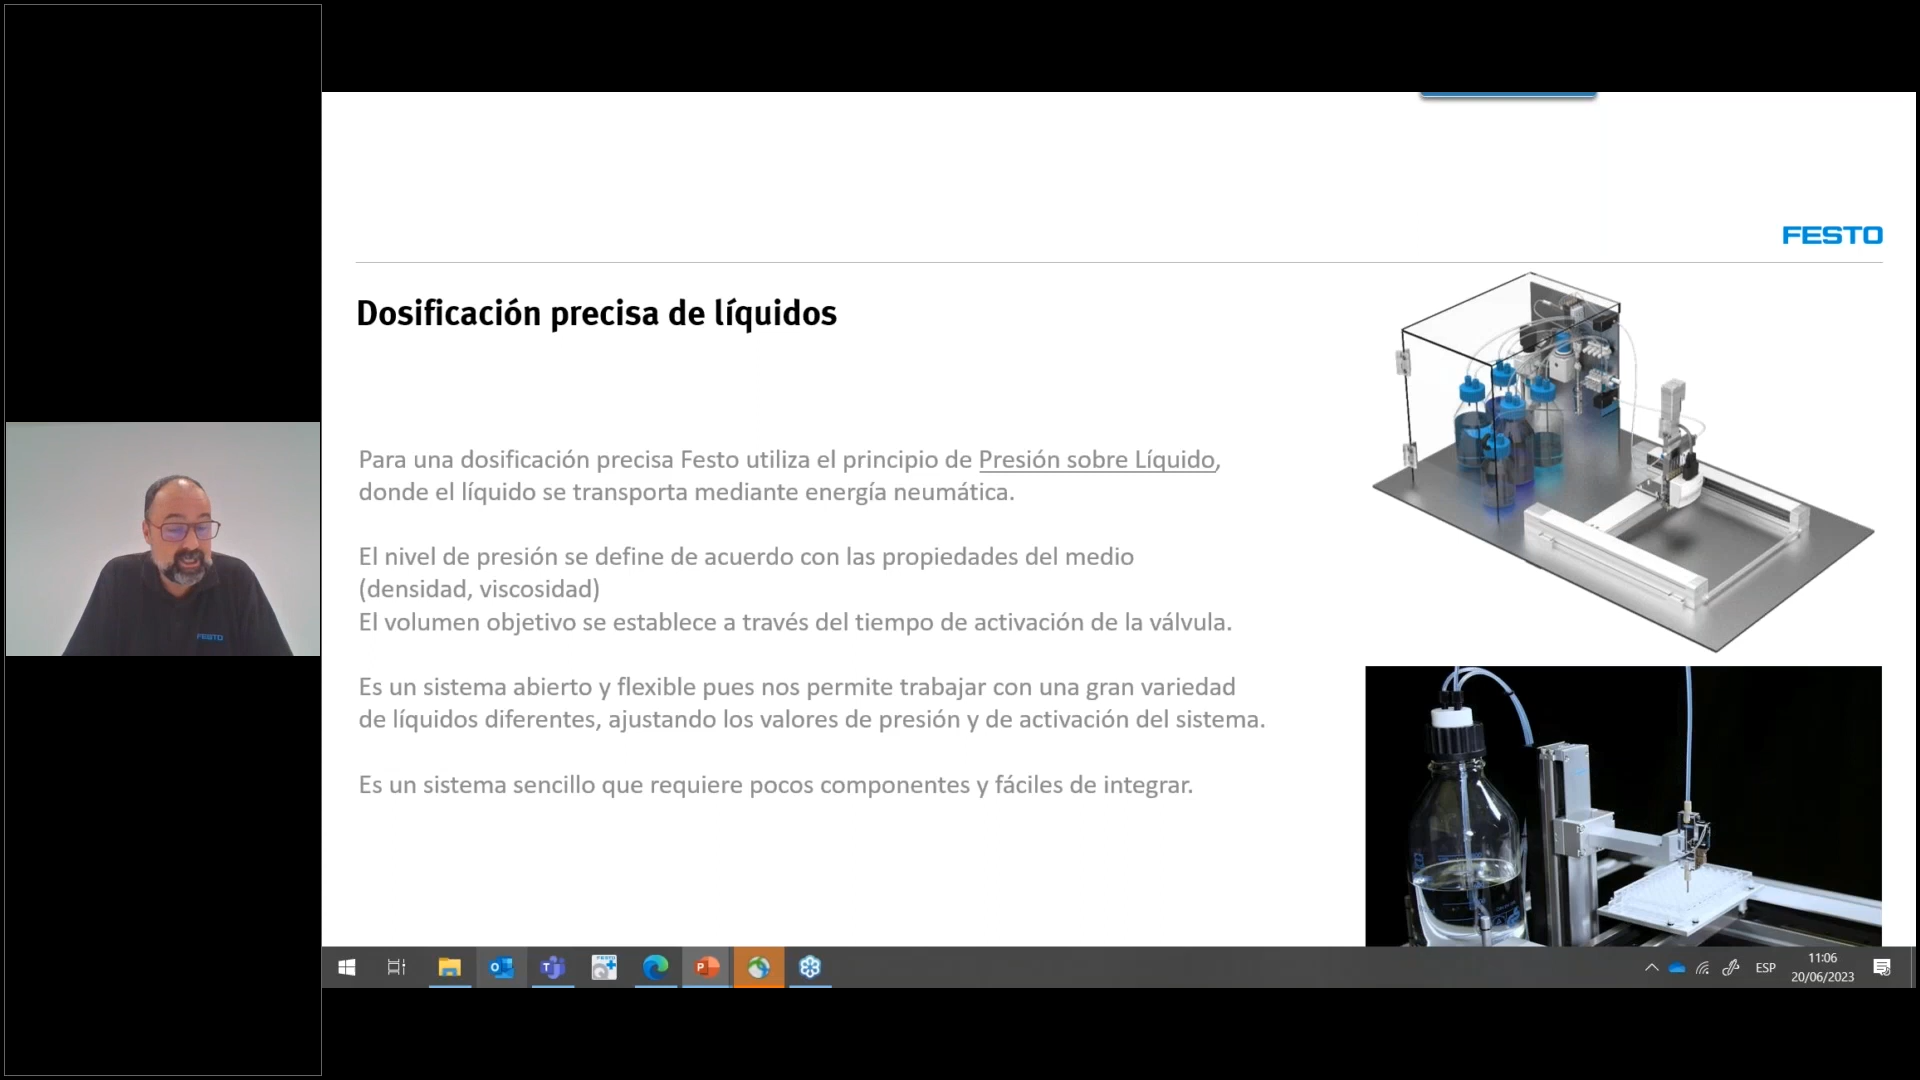 FESTO
Dosificación precisa de líquidos
Para una dosificación precisa Festo utiliza el principio de Presión sobre Líquido,
donde el líquido se transporta mediante energía neumática.
El nivel de presión se define de acuerdo con las propiedades del medio
(densidad, viscosidad)
El volumen objetivo se establece a través del tiempo de activación de la válvula.
Es un sistema abierto y flexible pues nos permite trabajar con una gran variedad
de líquidos diferentes, ajustando los valores de presión y de activación del sistema.
Es un sistema sencillo que requiere pocos componentes y fáciles de integrar.
FESTO
ESP
11:06
20/06/2023